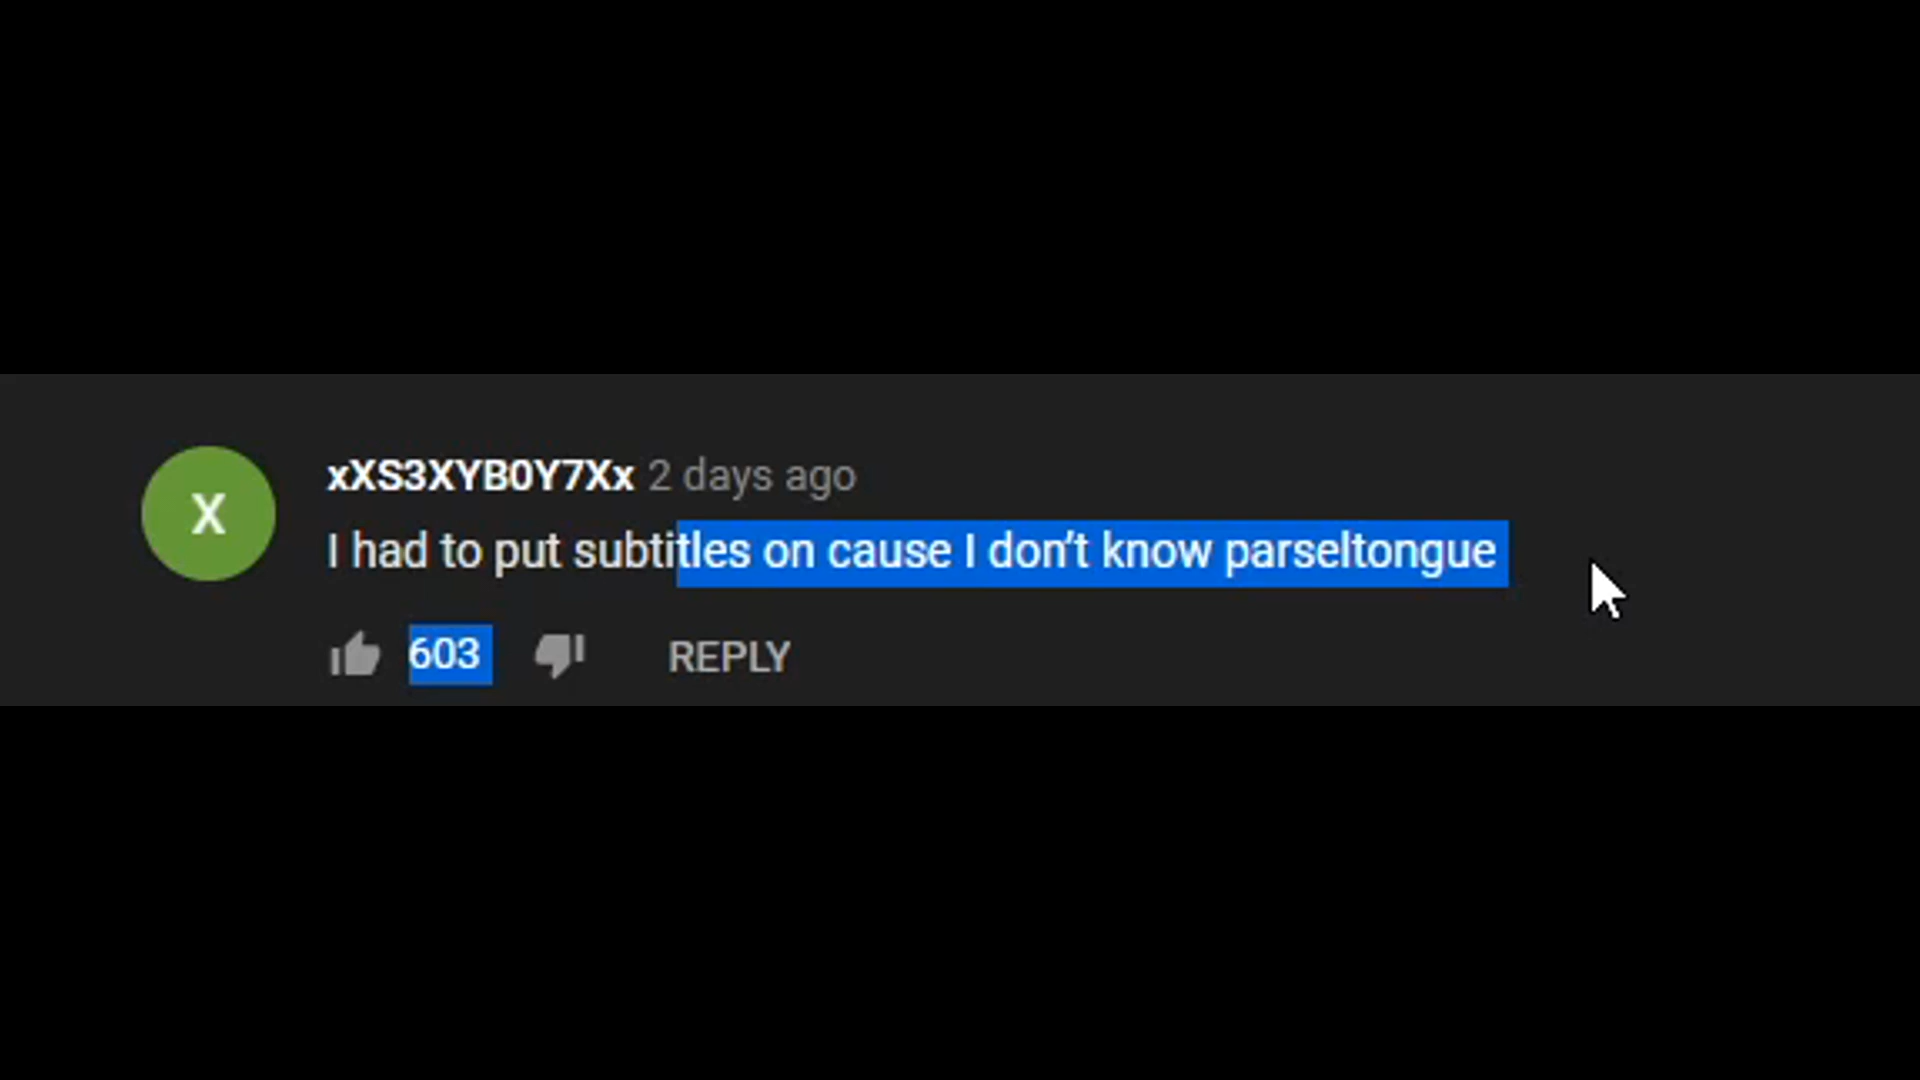 X
xXS3XYB0Y7Xx 2 days ago
I had to put subtitles on cause I don’t know parseltongue
603 REPLY